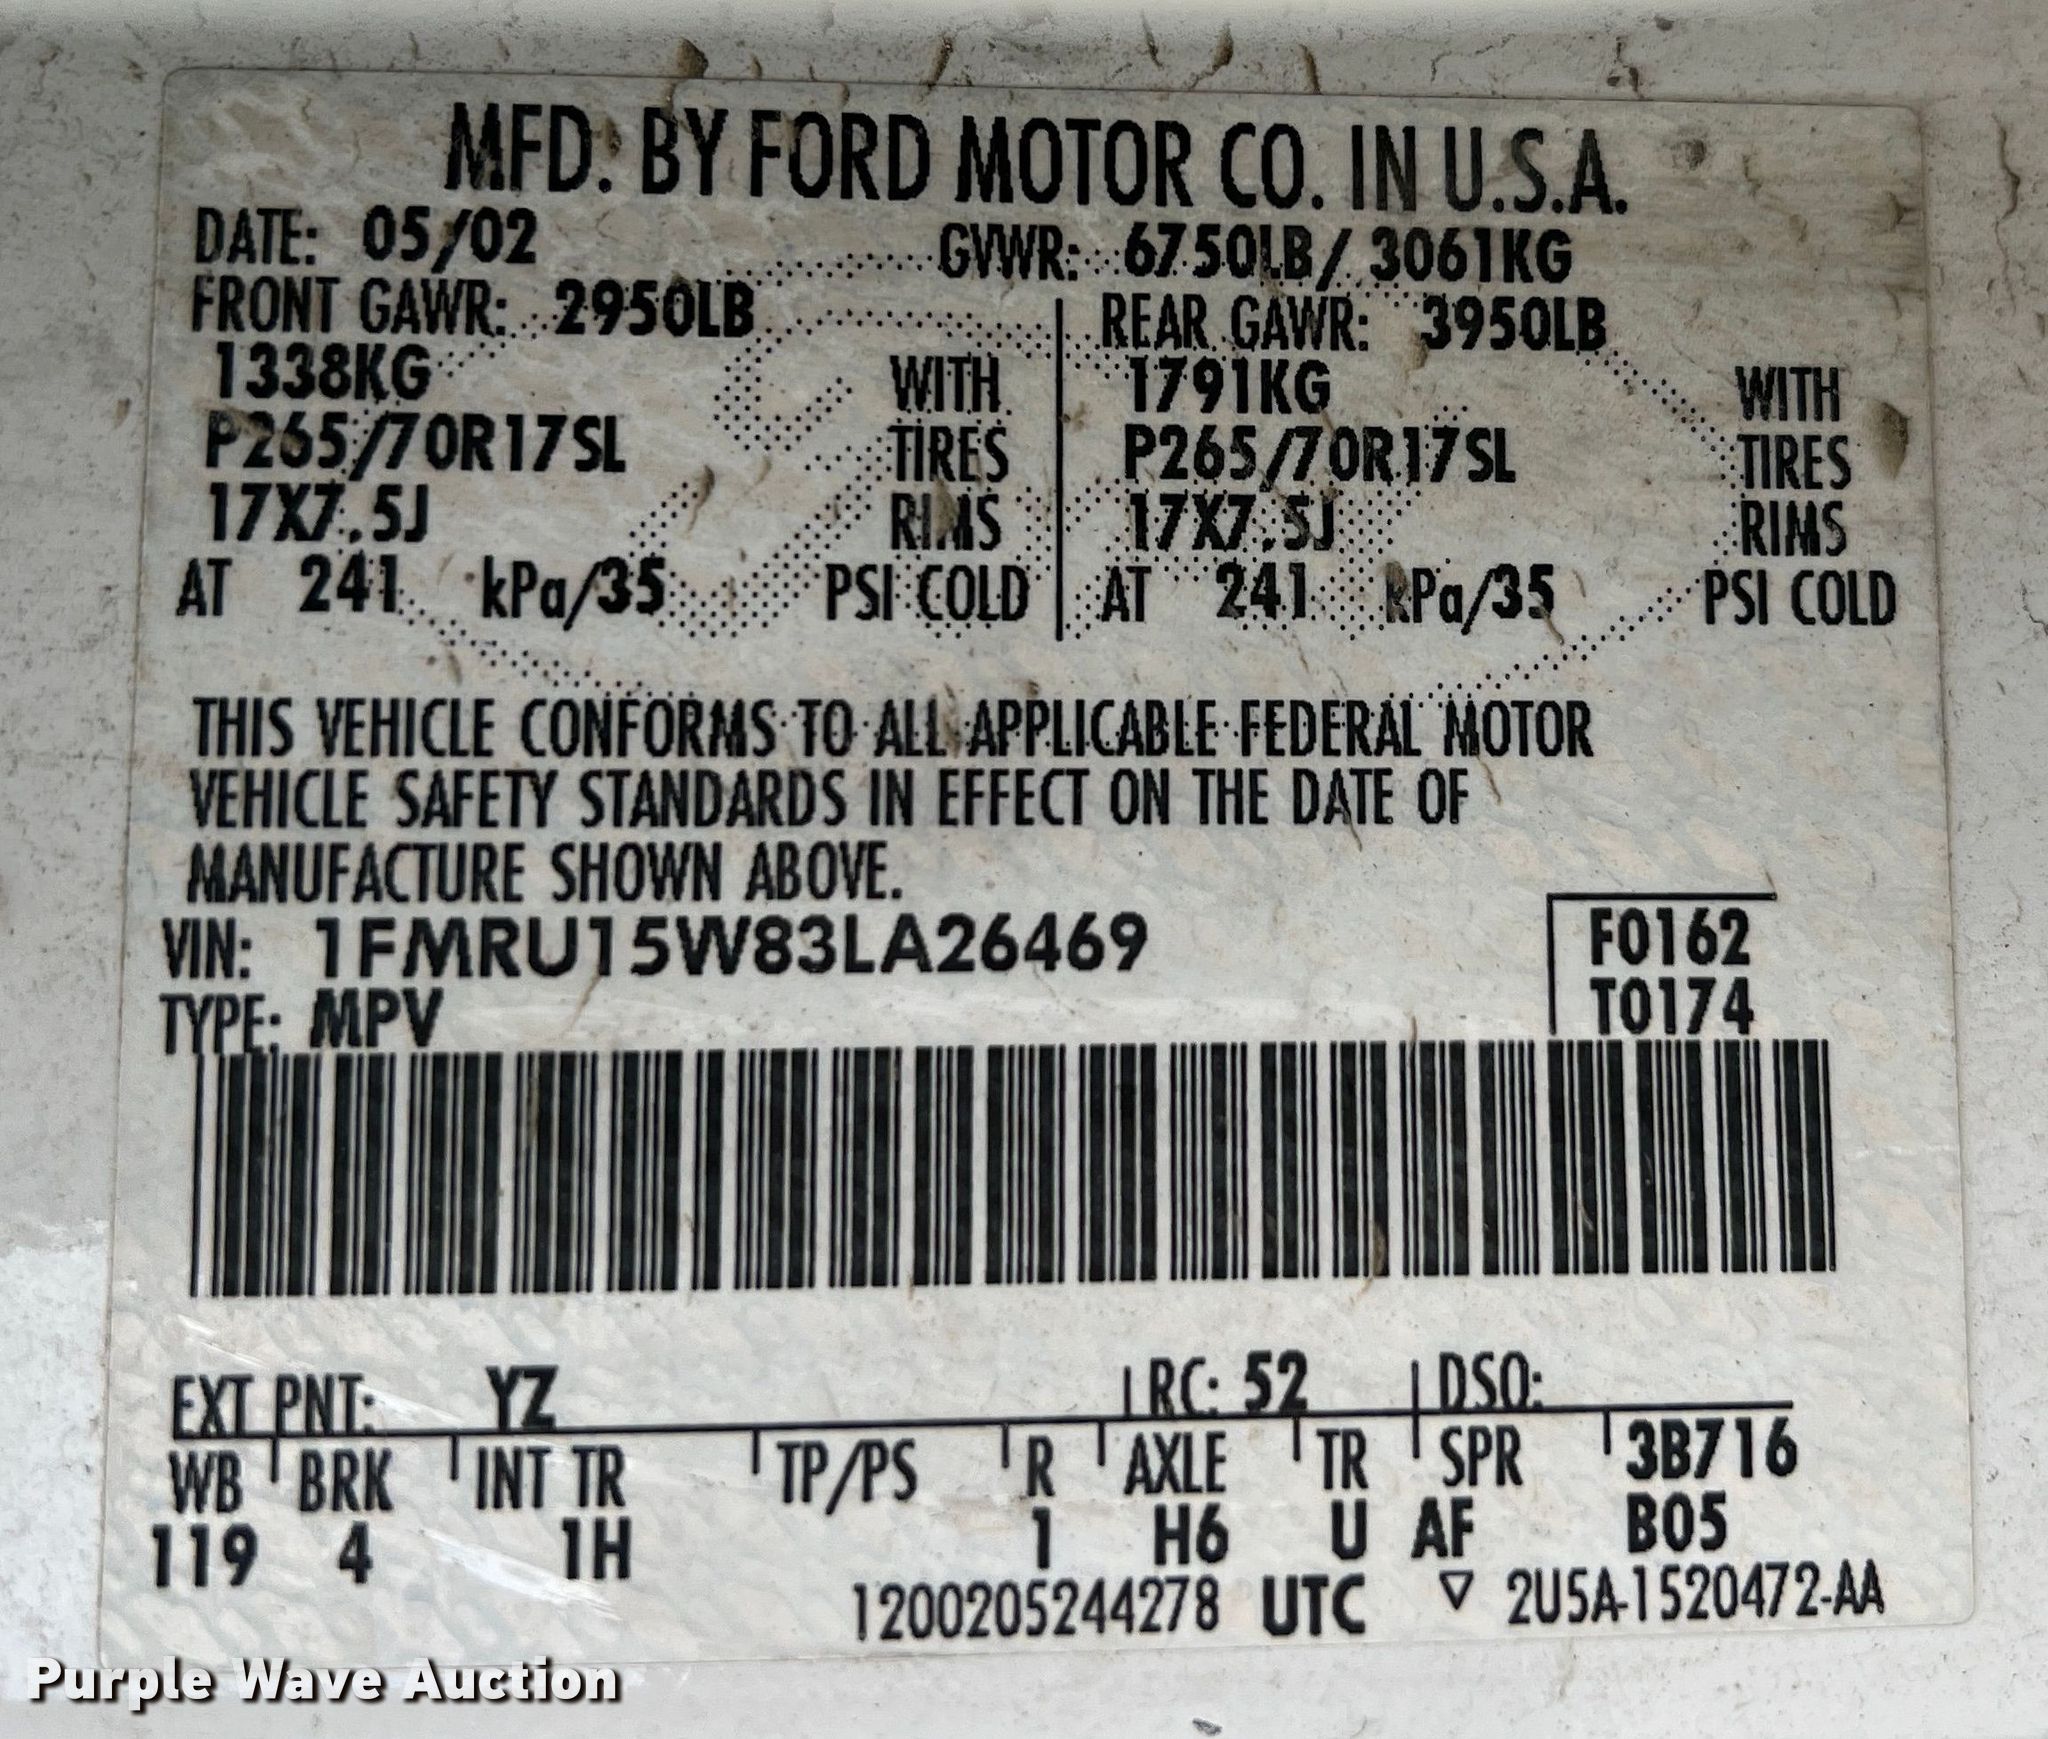 MFD. BY FORD MOTOR CO. IN U.S.A.
DATE: 05/02 GVWR: 6750LB/ 3061KG
FRONT GAWR: 2950LB REAR GAWR: 3950LB
1338KG WITH 1791KG WITH
P265/70R17SL TIRES P265/70R17SL TIRES
17X7.5J RIMS 17X7.5J RIMS
AT 241 kPa/35 PSI COLD AT 241 kPa/35 PSI COLD
THIS VEHICLE CONFORMS TO ALL APPLICABLE FEDERAL MOTOR
VEHICLE SAFETY STANDARDS IN EFFECT ON THE DATE OF
MANUFACTURE SHOWN ABOVE.
VIN: 1FMRU15W83LA26469 F0162
TYPE: MPV T0174
EXT PNT: YZ RC: 52 DSO:
WB BRK INT TR TP/PS R AXLE TR SPR 3B716
119 4 1H 1 H6 U AF B05
1200205244278 UTC ▽ 2U5A-1520472-AA
Purple Wave Auction